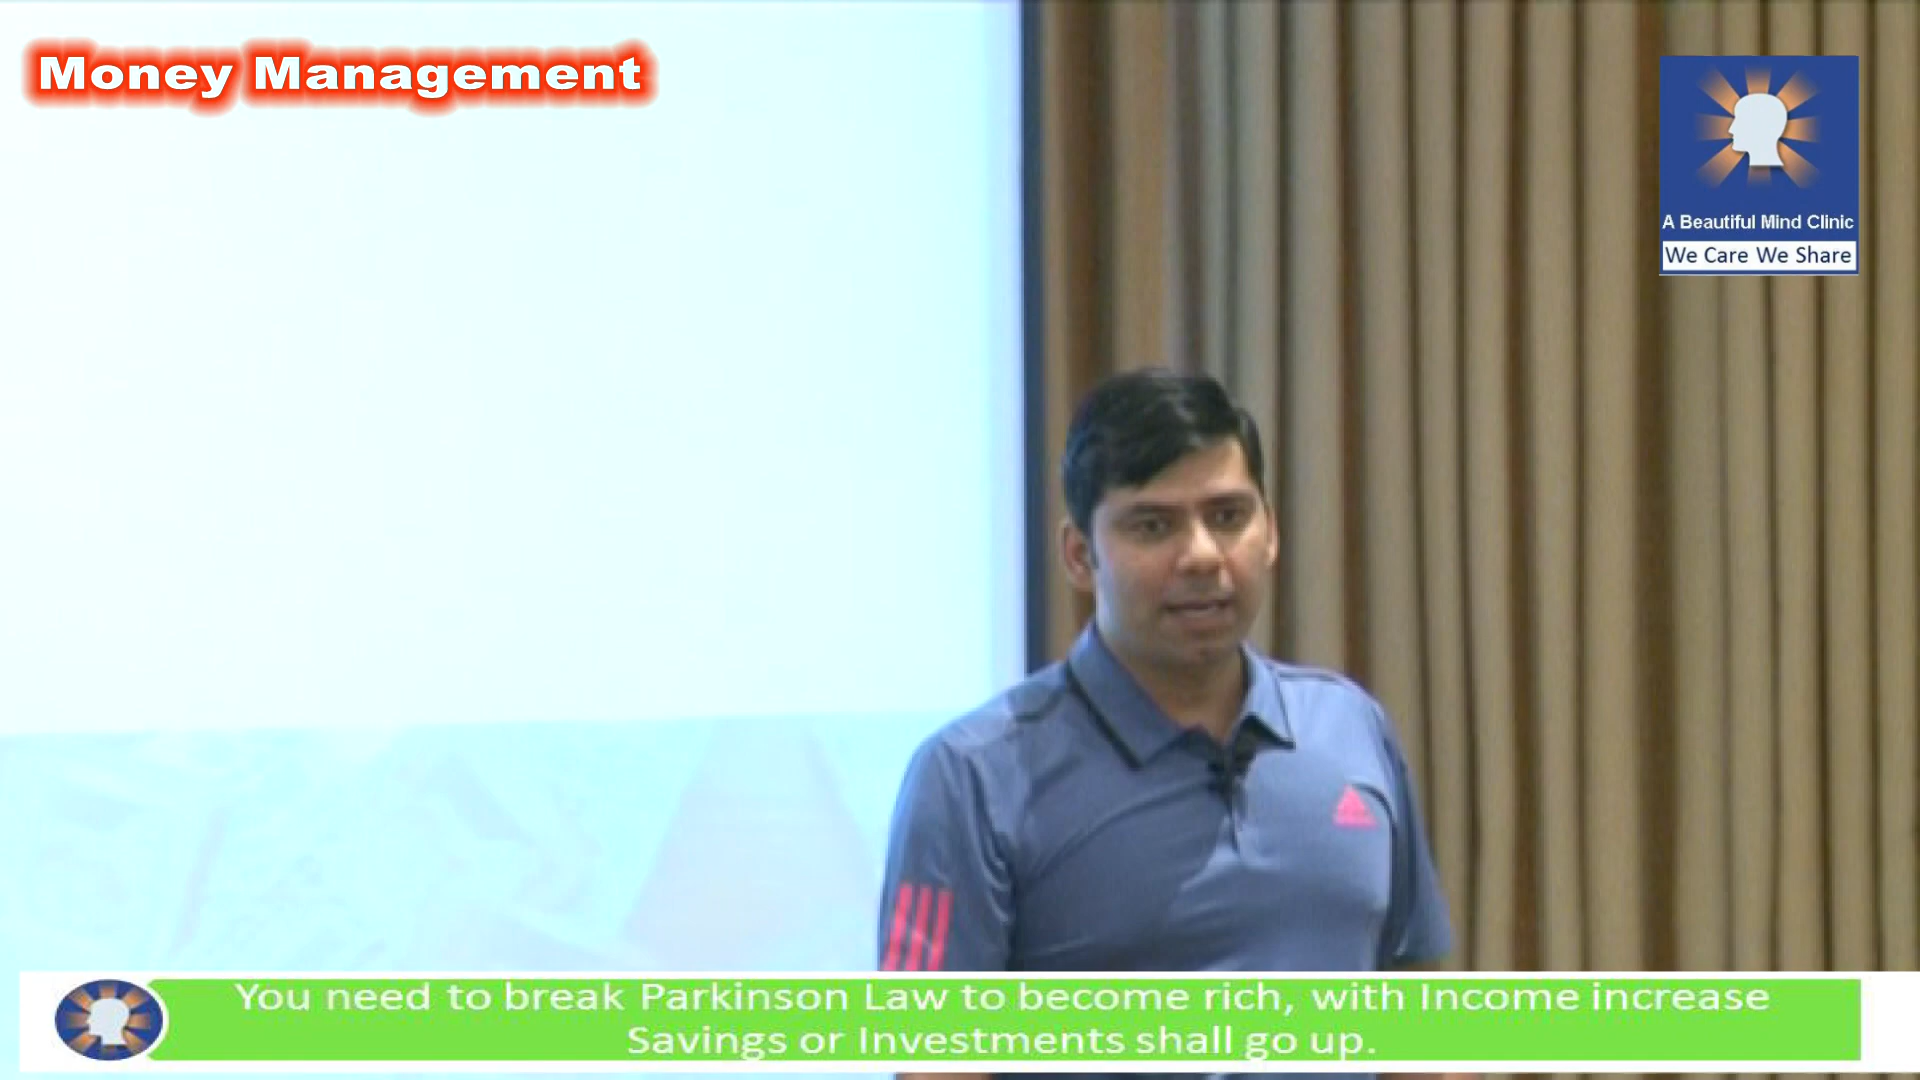 Money Management
A Beautiful Mind Clinic
We Care We Share
You need to break Parkinson Law to become rich, with Income increase
Savings or Investments shall go up.